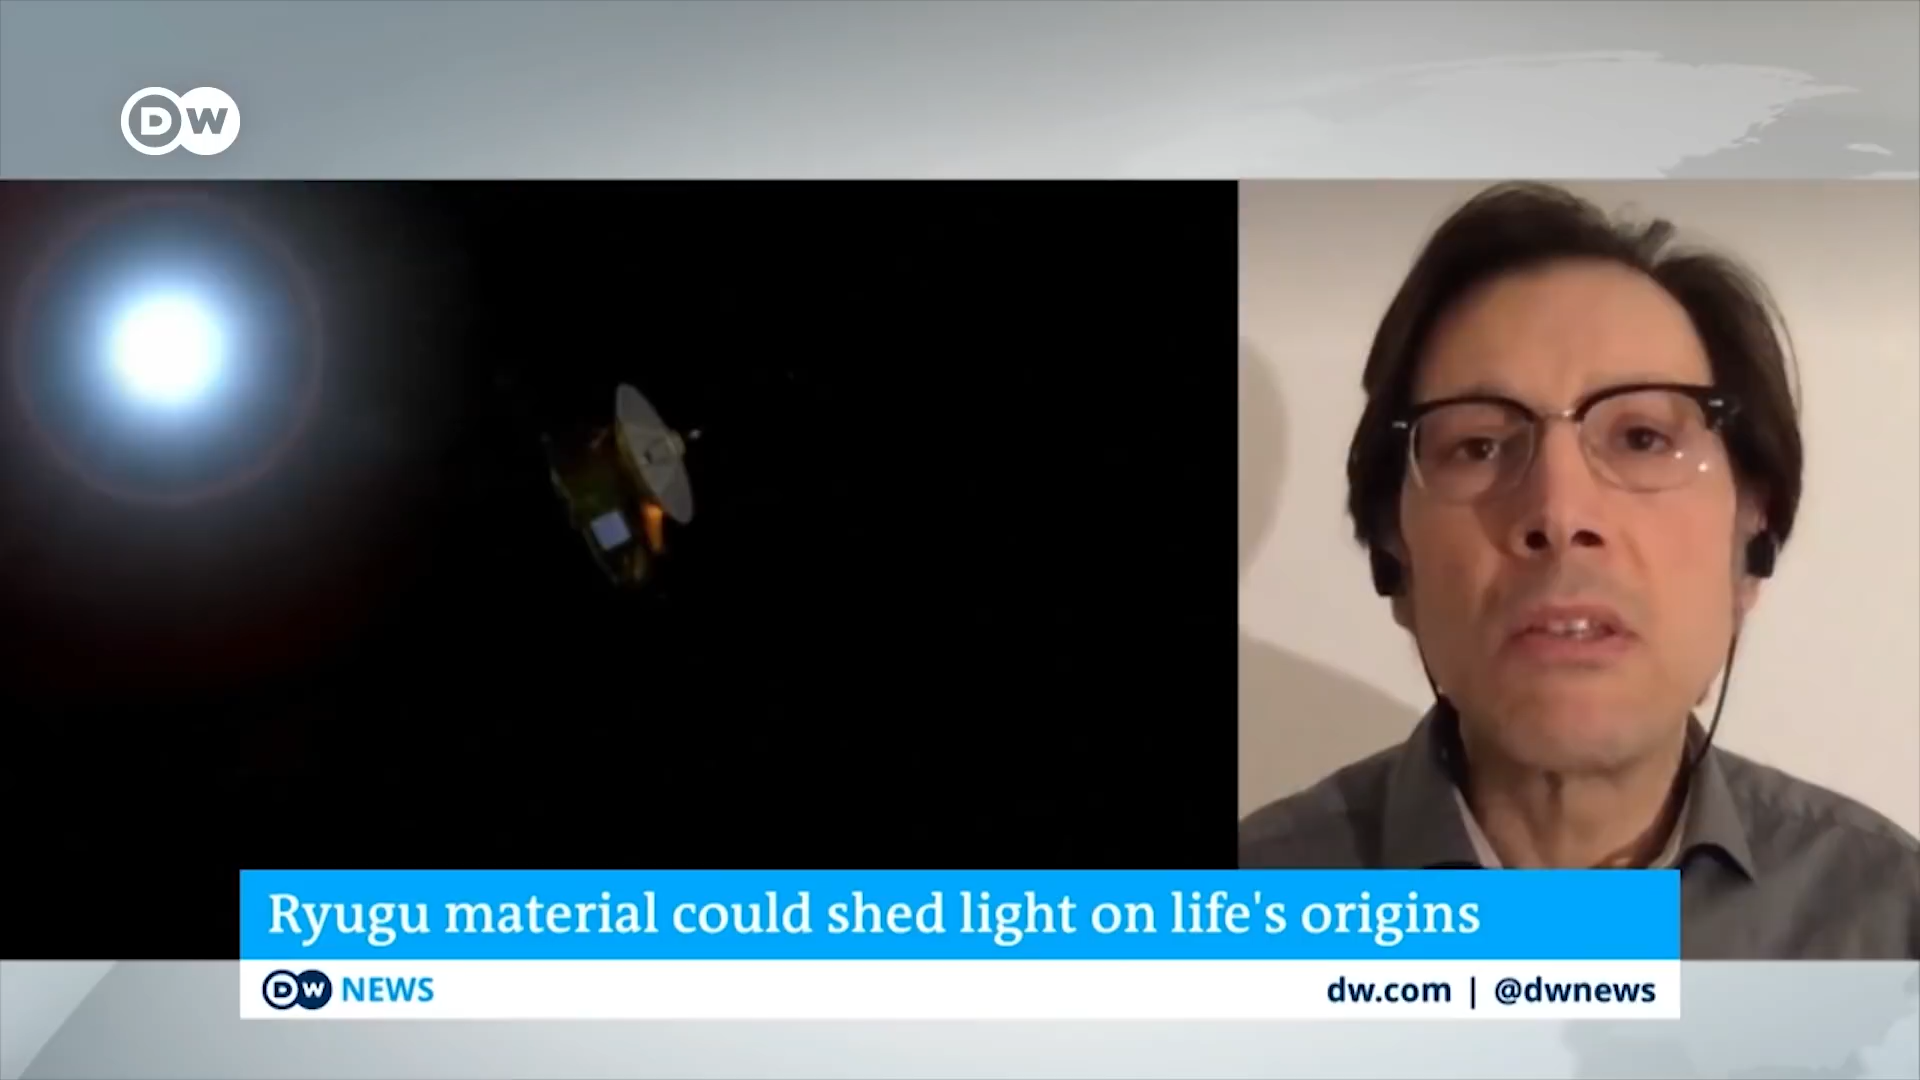 DW
Ryugu material could shed light on life's origins
DW NEWS
dw.com | @dwnews